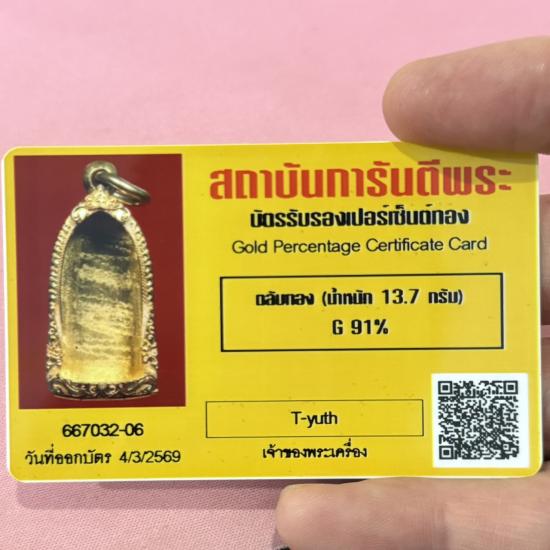 สถาบันการันตีพระ
บัตรรับรองเปอร์เซ็นต์ทอง
Gold Percentage Certificate Card
ตลับทอง (น้ำหนัก 13.7 กรัม)
G 91%
T-yuth
เจ้าของพระเครื่อง
667032-06
วันที่ออกบัตร 4/3/2569